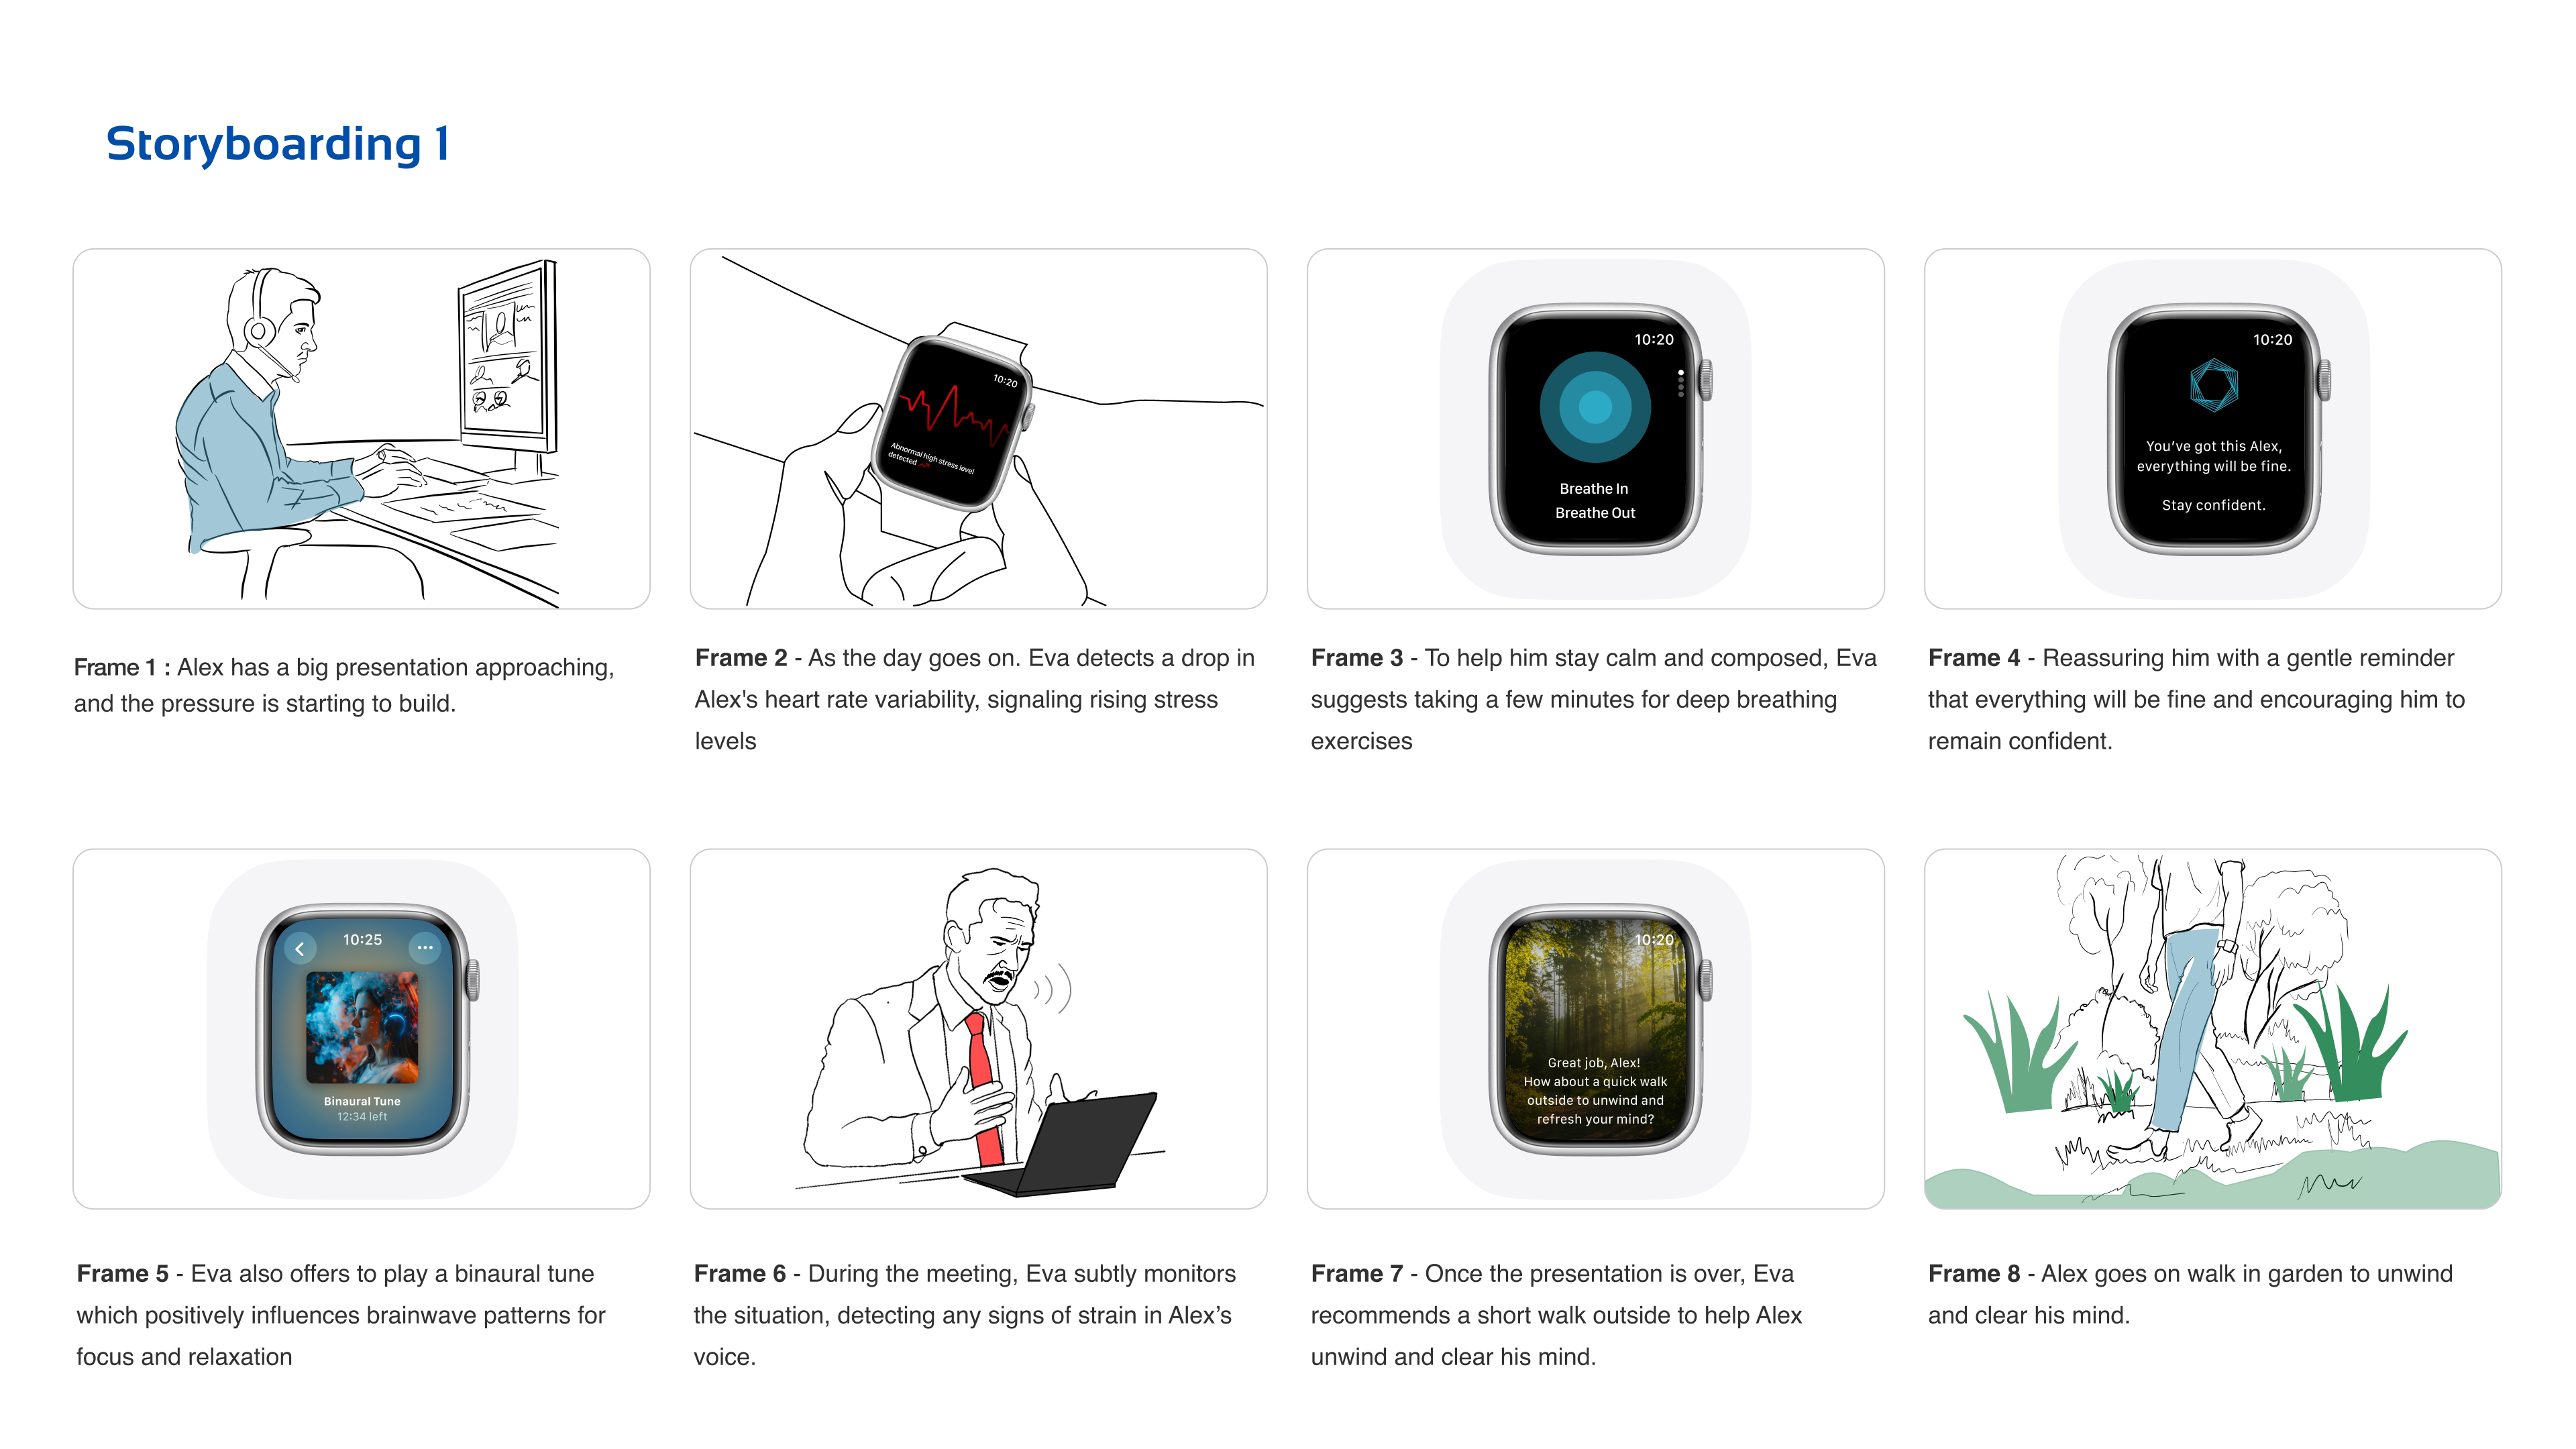 Storyboarding 1
10:20
Abnormal high stress level
detected
10:20
Breathe In
Breathe Out
10:20
You've got this Alex,
everything will be fine.
Stay confident.
Frame 1 : Alex has a big presentation approaching,
and the pressure is starting to build.
Frame 2 - As the day goes on. Eva detects a drop in
Alex's heart rate variability, signaling rising stress
levels
Frame 3 - To help him stay calm and composed, Eva
suggests taking a few minutes for deep breathing
exercises
Frame 4 - Reassuring him with a gentle reminder
that everything will be fine and encouraging him to
remain confident.
10:25
Binaural Tune
12:34 left
10:20
Great job, Alex!
How about a quick walk
outside to unwind and
refresh your mind?
Frame 5 - Eva also offers to play a binaural tune
which positively influences brainwave patterns for
focus and relaxation
Frame 6 - During the meeting, Eva subtly monitors
the situation, detecting any signs of strain in Alex’s
voice.
Frame 7 - Once the presentation is over, Eva
recommends a short walk outside to help Alex
unwind and clear his mind.
Frame 8 - Alex goes on walk in garden to unwind
and clear his mind.